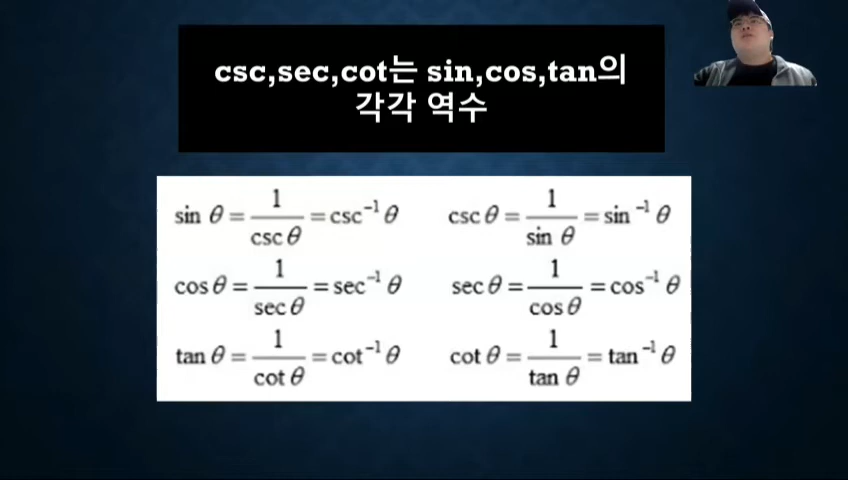 csc,sec,cot는 sin,cos,tan의
각각 역수
sin θ = 1/csc θ = csc⁻¹ θ    csc θ = 1/sin θ = sin⁻¹ θ
cos θ = 1/sec θ = sec⁻¹ θ    sec θ = 1/cos θ = cos⁻¹ θ
tan θ = 1/cot θ = cot⁻¹ θ    cot θ = 1/tan θ = tan⁻¹ θ